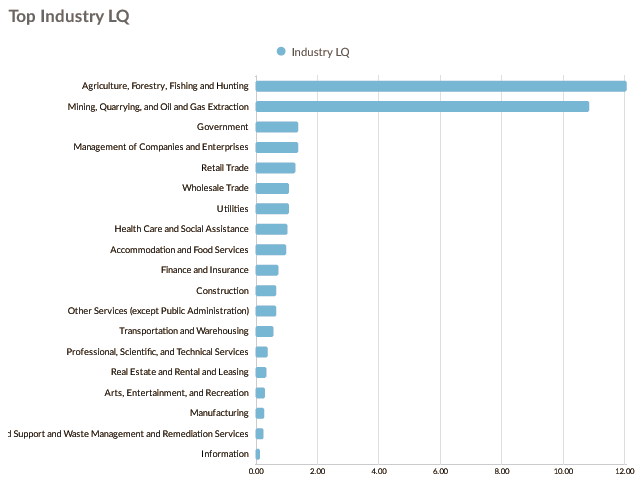 Top Industry LQ
Industry LQ
Agriculture, Forestry, Fishing and Hunting
Mining, Quarrying, and Oil and Gas Extraction
Government
Management of Companies and Enterprises
Retail Trade
Wholesale Trade
Utilities
Health Care and Social Assistance
Accommodation and Food Services
Finance and Insurance
Construction
Other Services (except Public Administration)
Transportation and Warehousing
Professional, Scientific, and Technical Services
Real Estate and Rental and Leasing
Arts, Entertainment, and Recreation
Manufacturing
Support and Waste Management and Remediation Services
Information
0.00 2.00 4.00 6.00 8.00 10.00 12.00